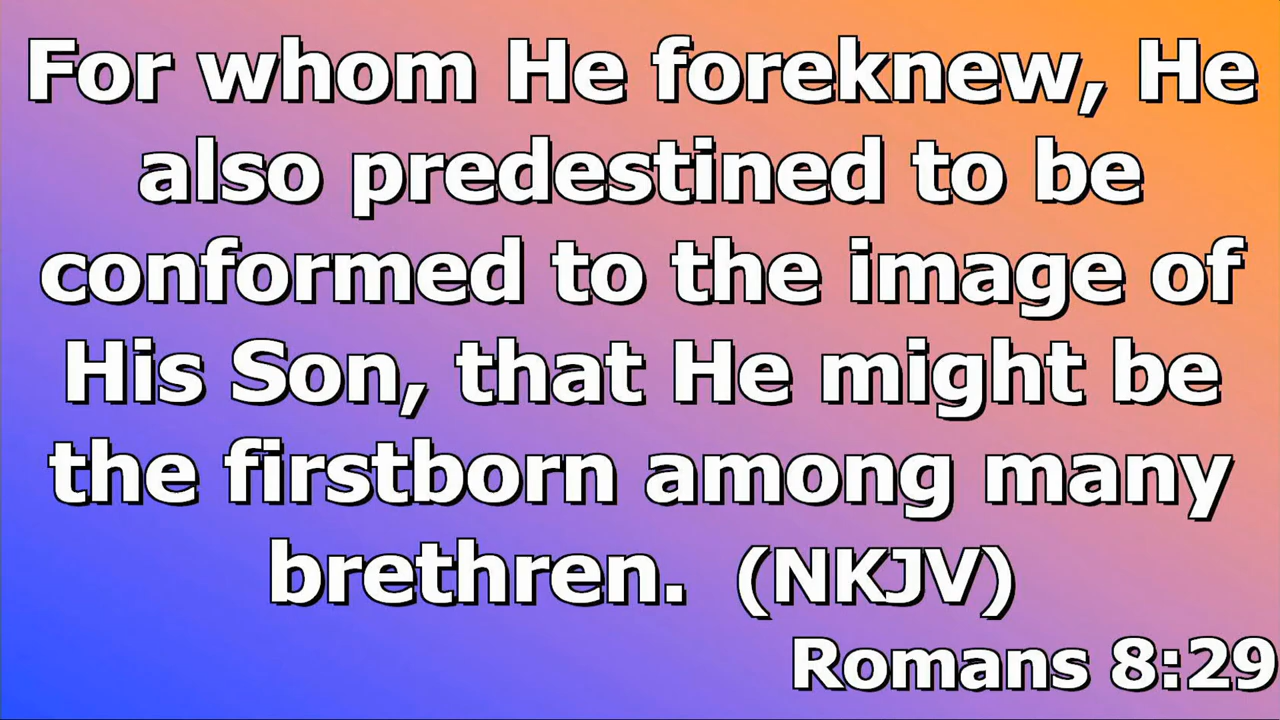 For whom He foreknew, He
also predestined to be
conformed to the image of
His Son, that He might be
the firstborn among many
brethren. (NKJV)
Romans 8:29